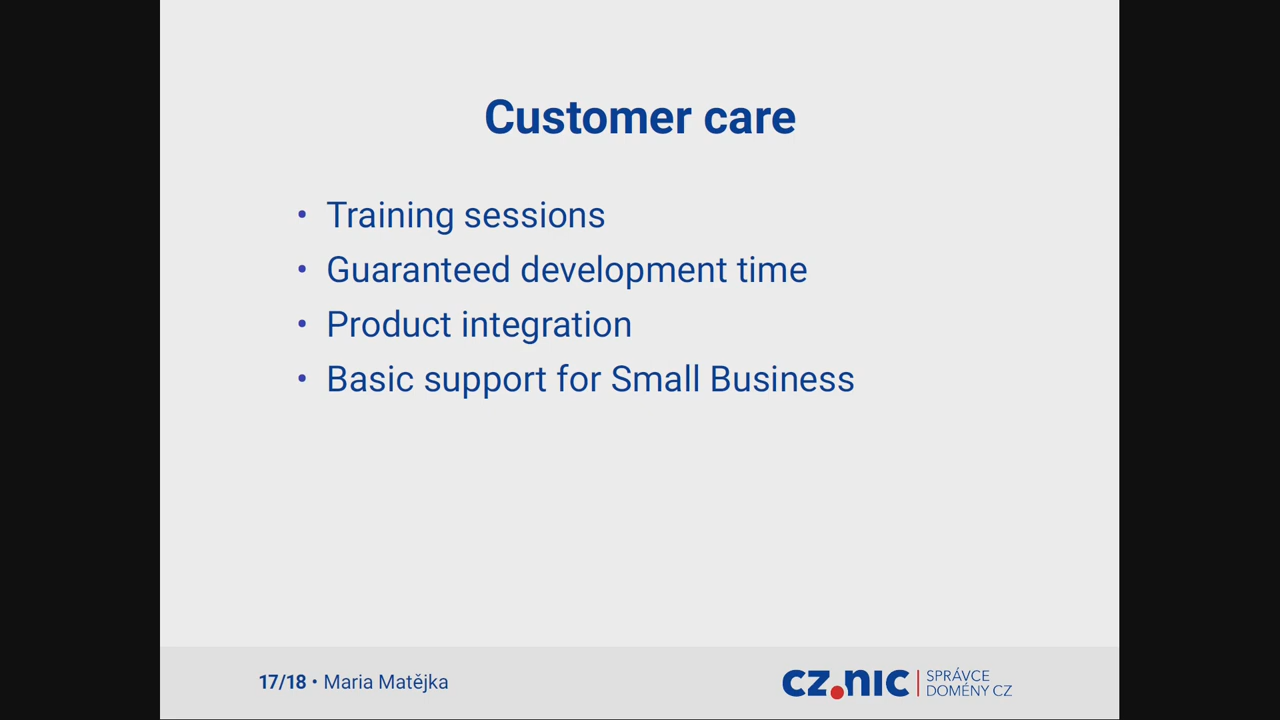 Customer care
• Training sessions
• Guaranteed development time
• Product integration
• Basic support for Small Business
17/18 • Maria Matějka
CZ.NIC | SPRÁVCE
DOMÉNY CZ